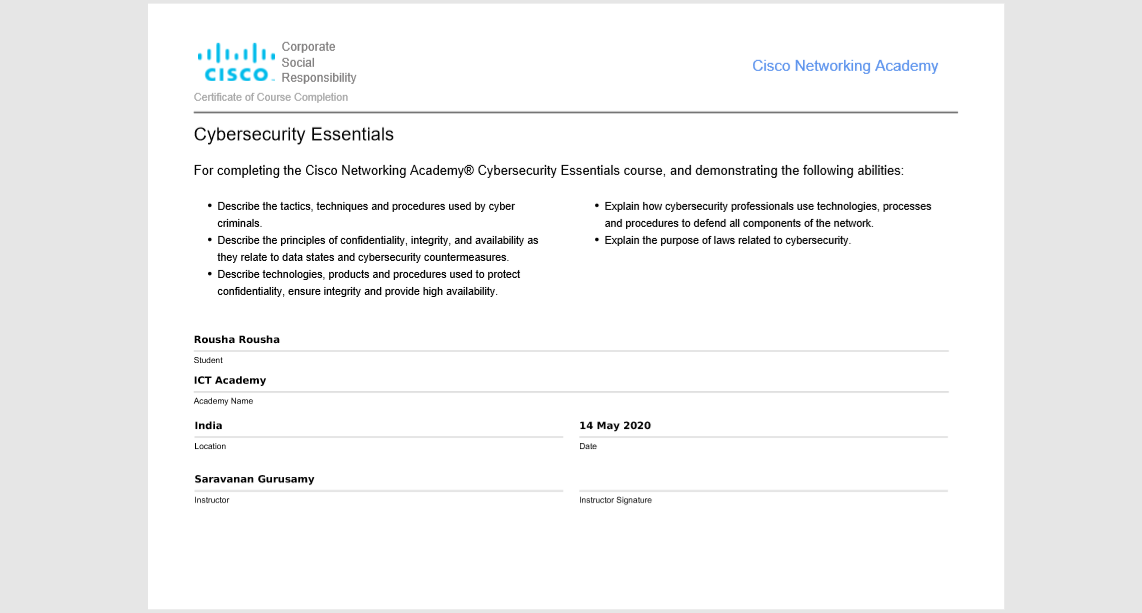 Corporate
Social
Responsibility
CISCO
Cisco Networking Academy
Certificate of Course Completion
Cybersecurity Essentials
For completing the Cisco Networking Academy® Cybersecurity Essentials course, and demonstrating the following abilities:
• Describe the tactics, techniques and procedures used by cyber
criminals.
• Describe the principles of confidentiality, integrity, and availability as
they relate to data states and cybersecurity countermeasures.
• Describe technologies, products and procedures used to protect
confidentiality, ensure integrity and provide high availability.
• Explain how cybersecurity professionals use technologies, processes
and procedures to defend all components of the network.
• Explain the purpose of laws related to cybersecurity.
Rousha Rousha
Student
ICT Academy
Academy Name
India
Location
14 May 2020
Date
Saravanan Gurusamy
Instructor
Instructor Signature